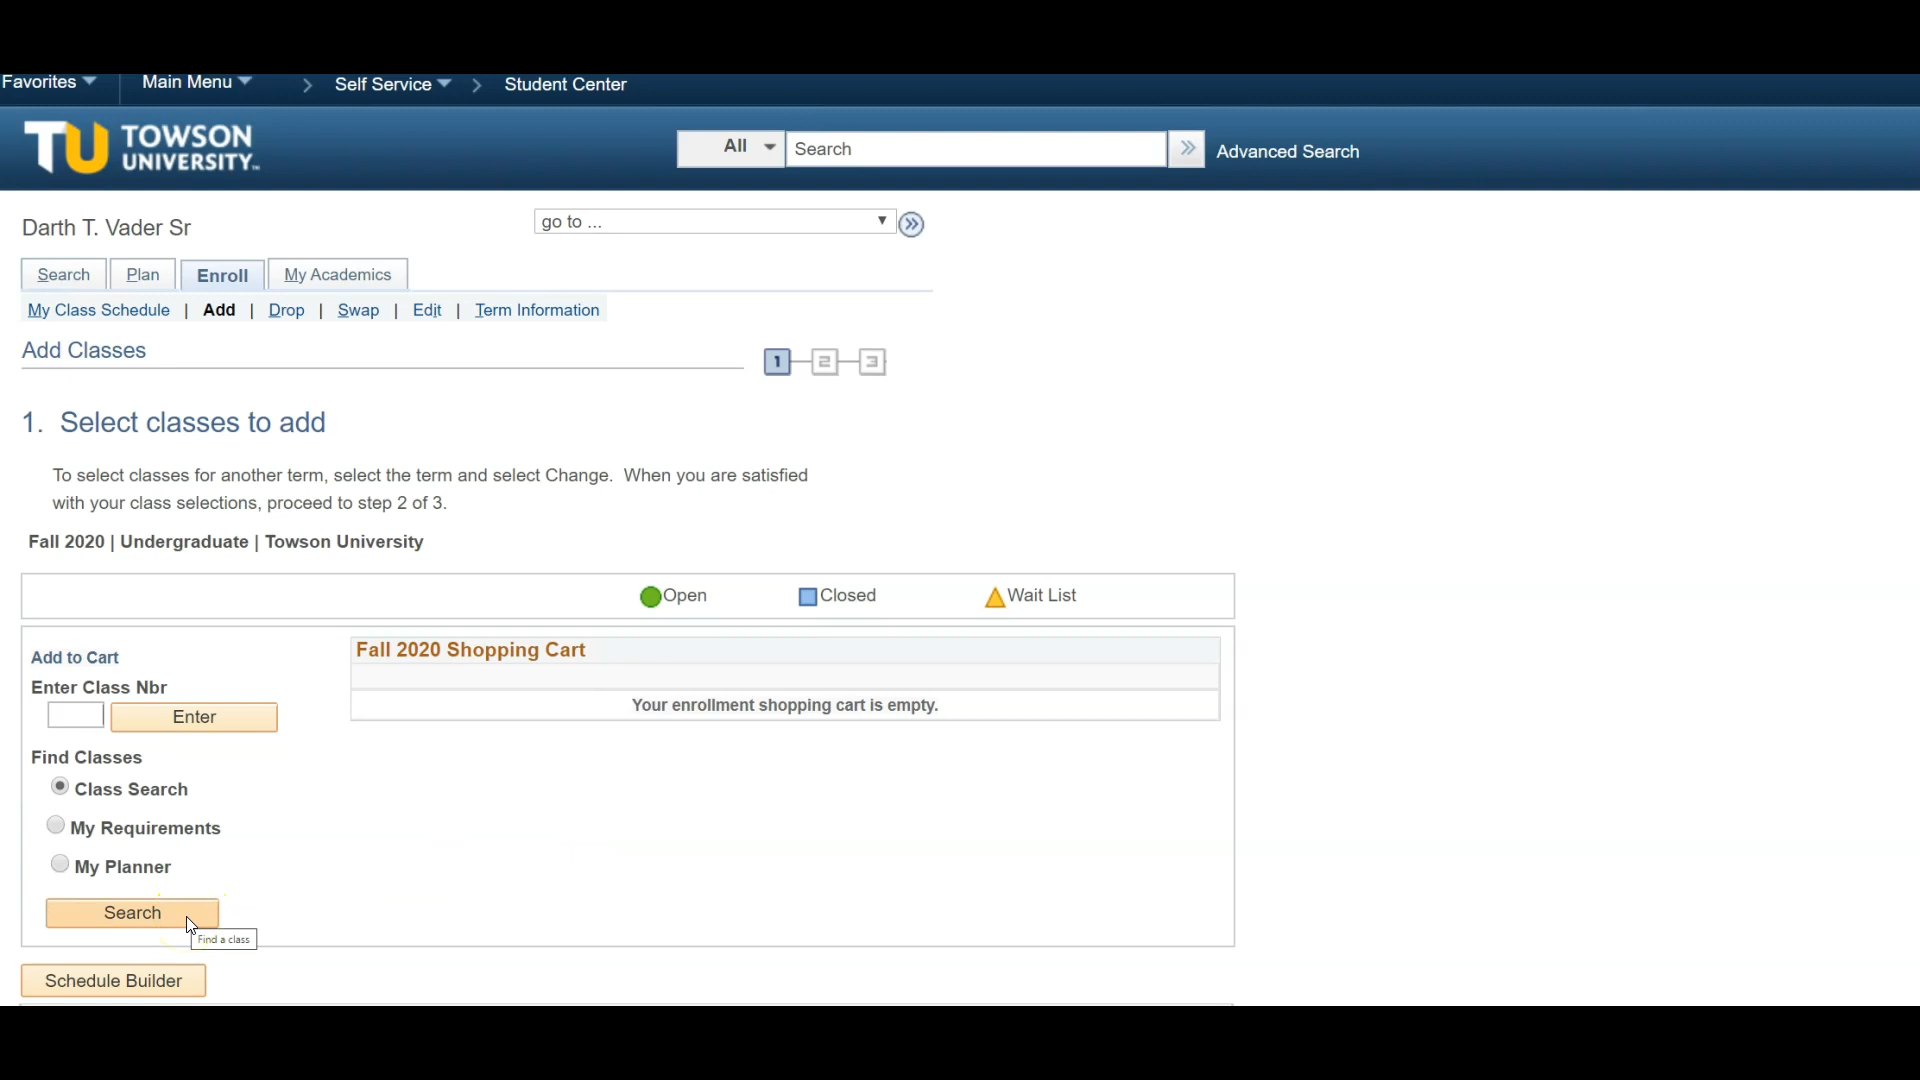 Favorites Main Menu > Self Service > Student Center
TU TOWSON
UNIVERSITY™
All Search Advanced Search
Darth T. Vader Sr go to ...
Search Plan Enroll My Academics
My Class Schedule | Add | Drop | Swap | Edit | Term Information
Add Classes
1 2 3
1. Select classes to add
To select classes for another term, select the term and select Change. When you are satisfied
with your class selections, proceed to step 2 of 3.
Fall 2020 | Undergraduate | Towson University
Open Closed Wait List
Add to Cart
Enter Class Nbr
Enter
Find Classes
Class Search
My Requirements
My Planner
Search
Find a class
Fall 2020 Shopping Cart
Your enrollment shopping cart is empty.
Schedule Builder